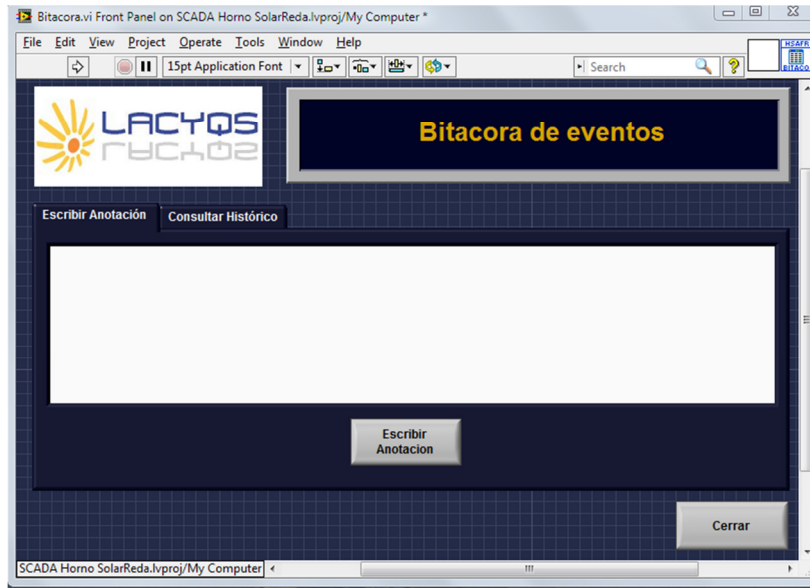 Bitacora.vi Front Panel on SCADA Horno SolarReda.lvproj/My Computer *
File Edit View Project Operate Tools Window Help
15pt Application Font
Search
HSAFR
BITACO
LACYQS
Bitacora de eventos
Escribir Anotación
Consultar Histórico
Escribir
Anotacion
Cerrar
SCADA Horno SolarReda.lvproj/My Computer